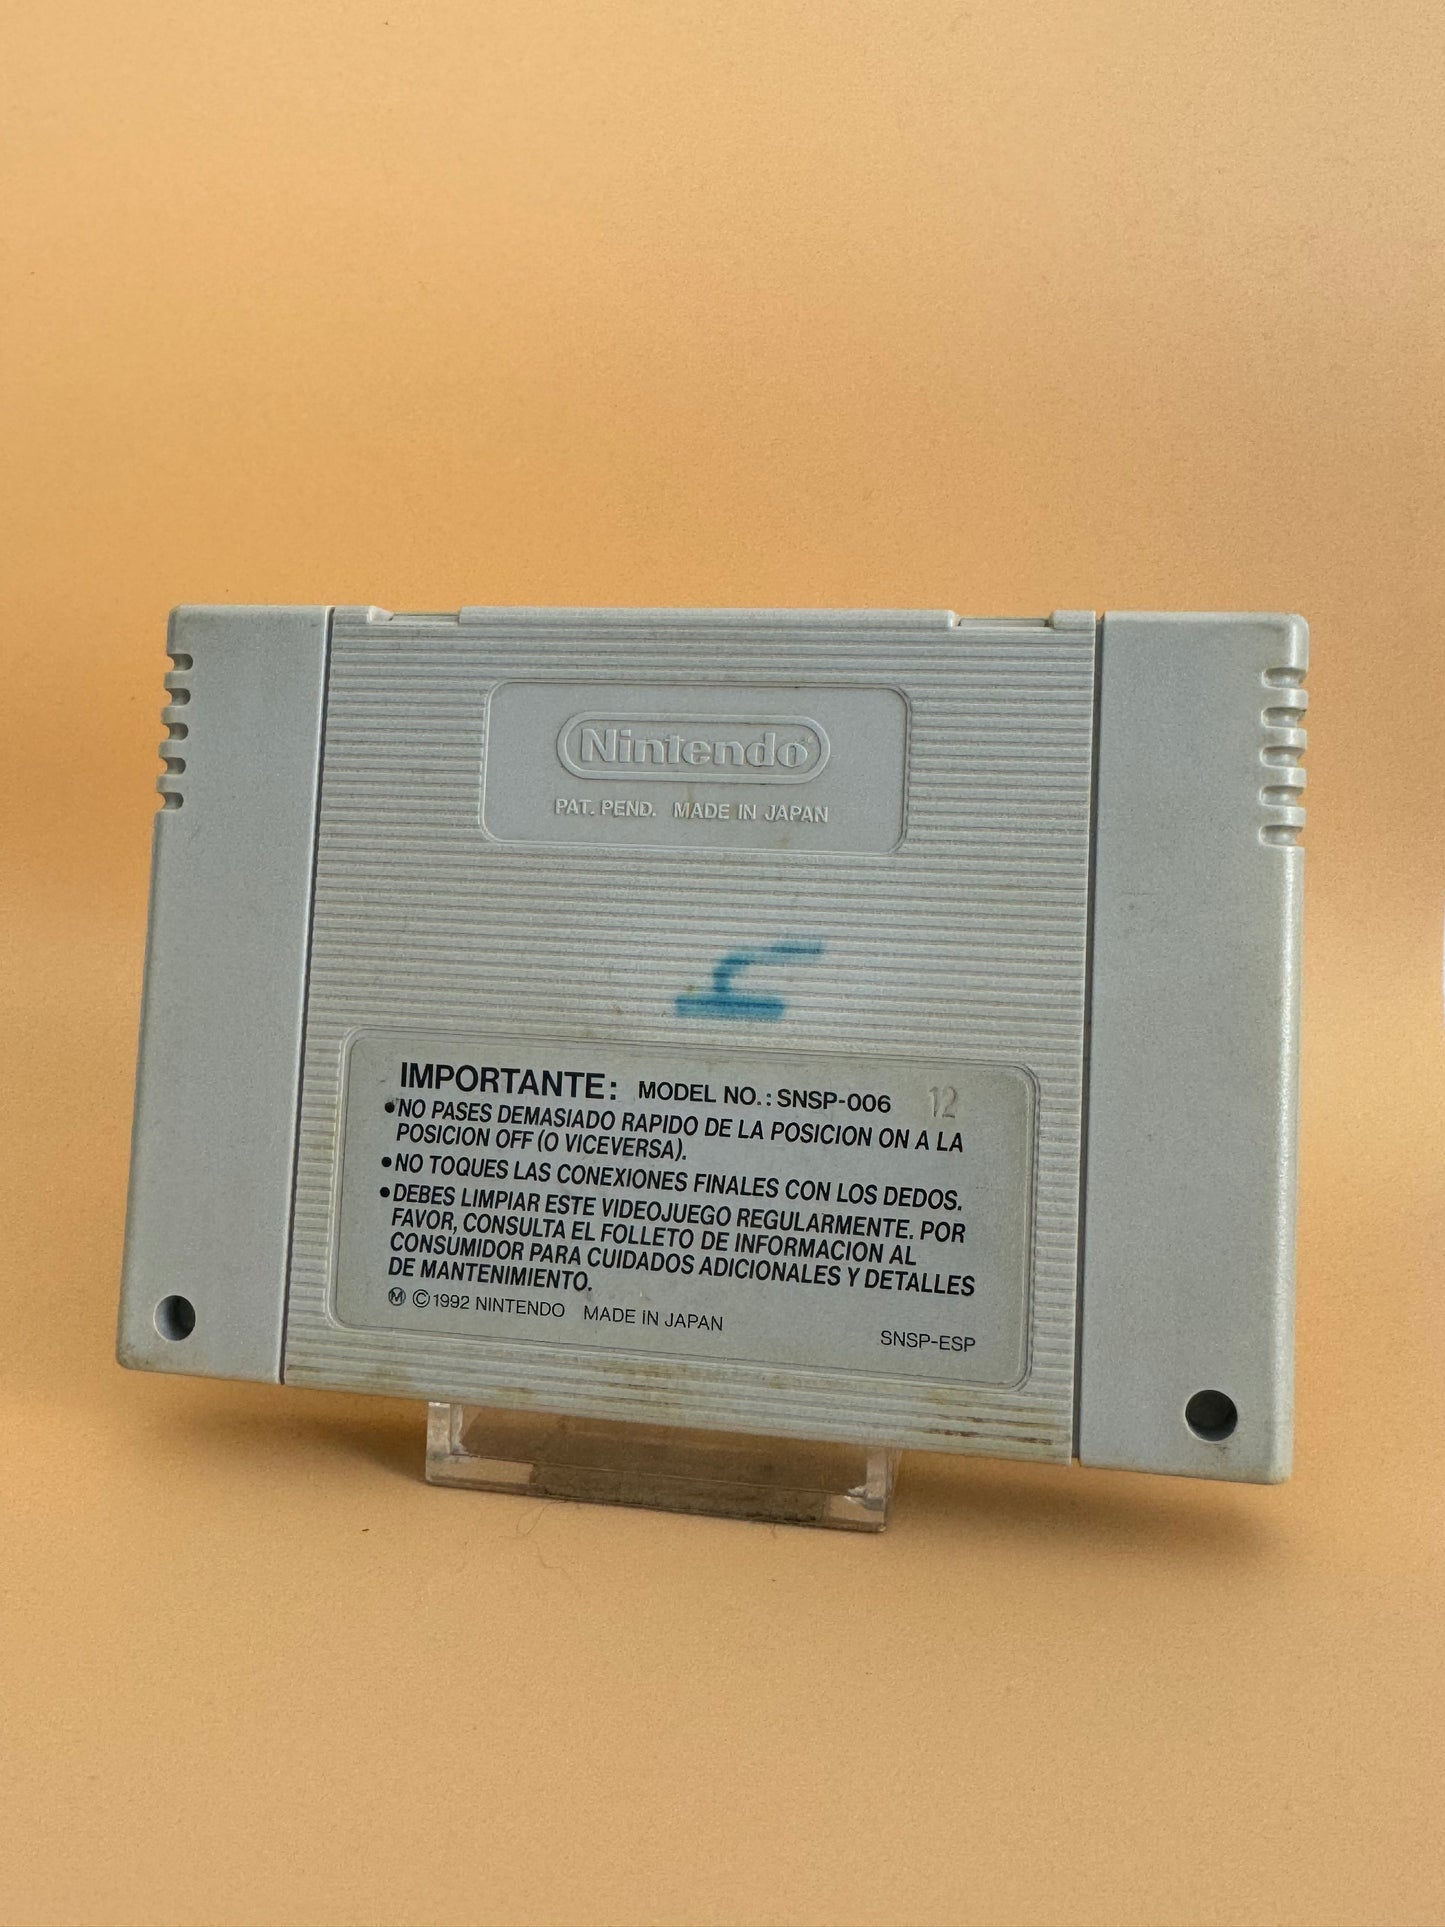 Nintendo
PAT. PEND. MADE IN JAPAN
IMPORTANTE: MODEL NO.: SNSP-006 12
●NO PASES DEMASIADO RAPIDO DE LA POSICION ON A LA
POSICION OFF (O VICEVERSA).
●NO TOQUES LAS CONEXIONES FINALES CON LOS DEDOS.
●DEBES LIMPIAR ESTE VIDEOJUEGO REGULARMENTE. POR
FAVOR, CONSULTA EL FOLLETO DE INFORMACION AL
CONSUMIDOR PARA CUIDADOS ADICIONALES Y DETALLES
DE MANTENIMIENTO.
Ⓜ ©1992 NINTENDO MADE IN JAPAN
SNSP-ESP